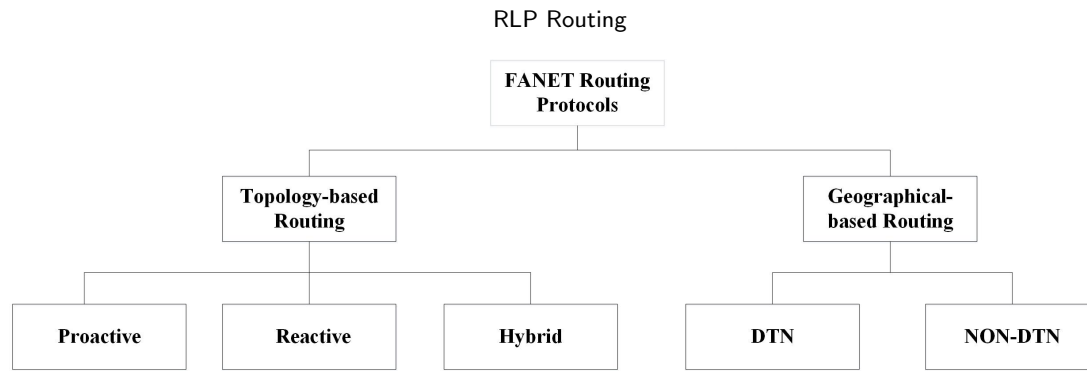 RLP Routing
FANET Routing
Protocols
Topology-based
Routing
Geographical-
based Routing
Proactive
Reactive
Hybrid
DTN
NON-DTN